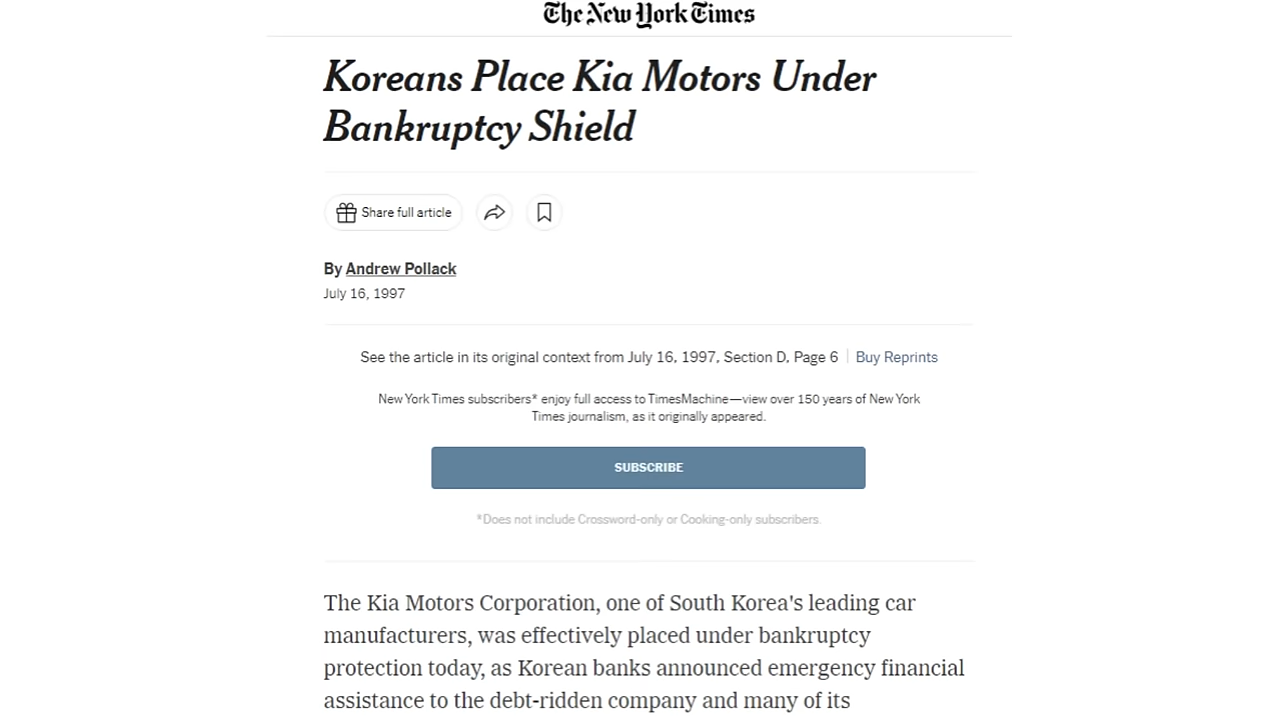 The New York Times
Koreans Place Kia Motors Under
Bankruptcy Shield
Share full article
By Andrew Pollack
July 16, 1997
See the article in its original context from July 16, 1997, Section D, Page 6 Buy Reprints
New York Times subscribers* enjoy full access to TimesMachine—view over 150 years of New York
Times journalism, as it originally appeared.
SUBSCRIBE
*Does not include Crossword-only or Cooking-only subscribers.
The Kia Motors Corporation, one of South Korea's leading car
manufacturers, was effectively placed under bankruptcy
protection today, as Korean banks announced emergency financial
assistance to the debt-ridden company and many of its